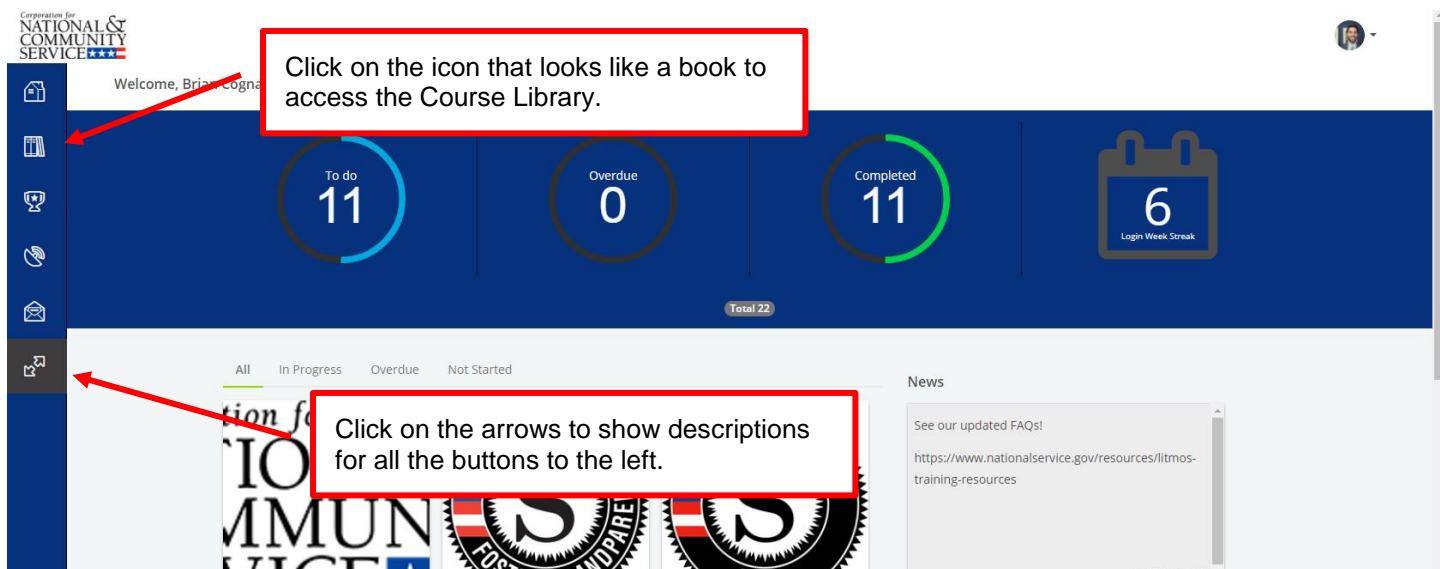 Corporation for
NATIONAL &
COMMUNITY
SERVICE
Welcome, Brian Cogna
Click on the icon that looks like a book to
access the Course Library.
To do
11
Overdue
0
Completed
11
6
Login Week Streak
Total 22
All In Progress Overdue Not Started
News
Click on the arrows to show descriptions
for all the buttons to the left.
See our updated FAQs!
https://www.nationalservice.gov/resources/litmos-
training-resources
S
S